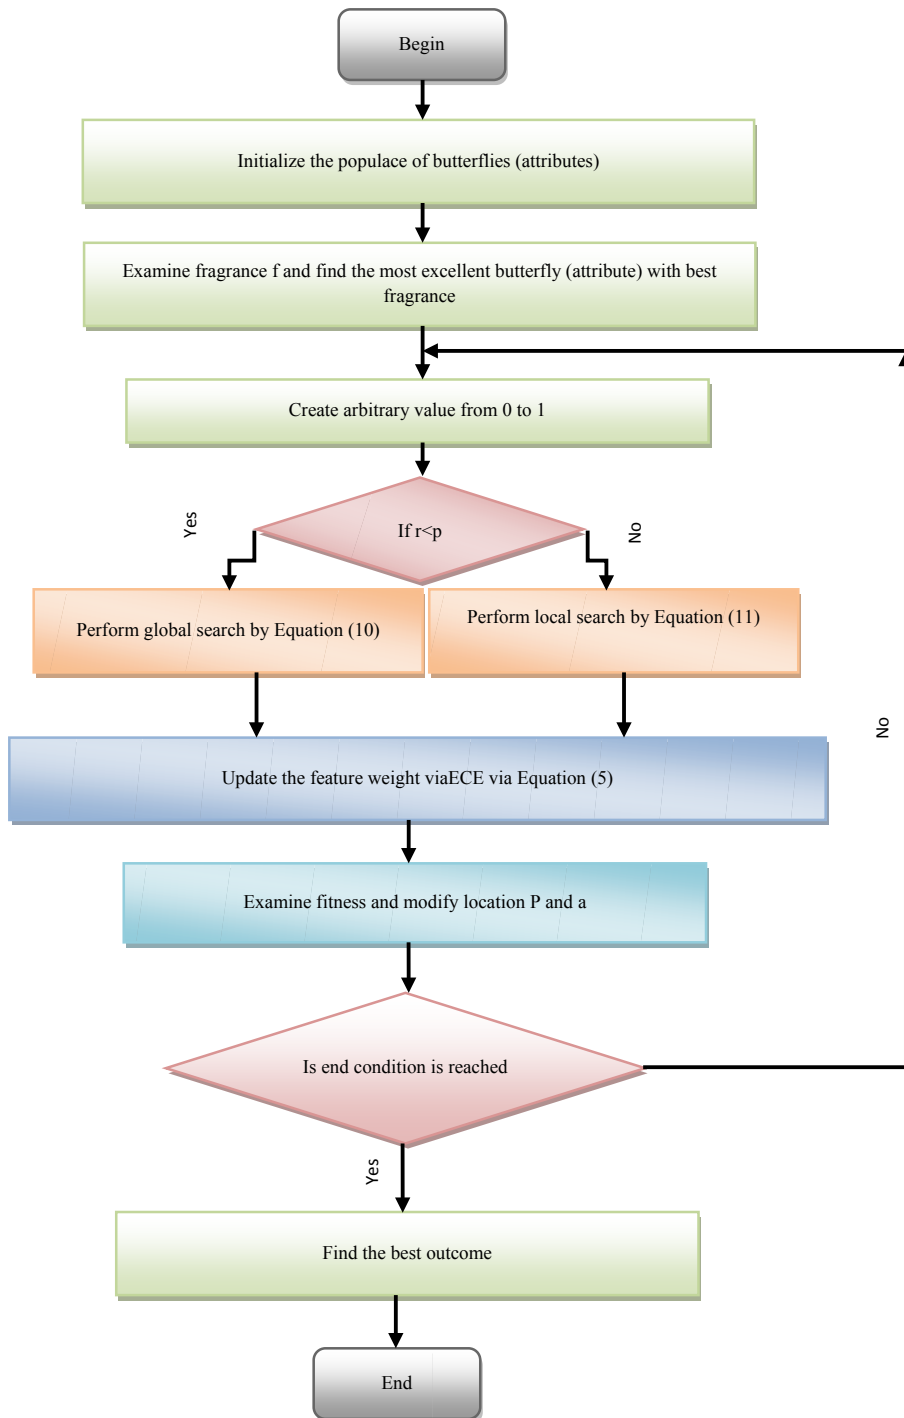 Begin
Initialize the populace of butterflies (attributes)
Examine fragrance f and find the most excellent butterfly (attribute) with best
fragrance
Create arbitrary value from 0 to 1
If r<p
Yes
No
Perform global search by Equation (10)
Perform local search by Equation (11)
Update the feature weight viaECE via Equation (5)
No
Examine fitness and modify location P and a
Is end condition is reached
Yes
Find the best outcome
End